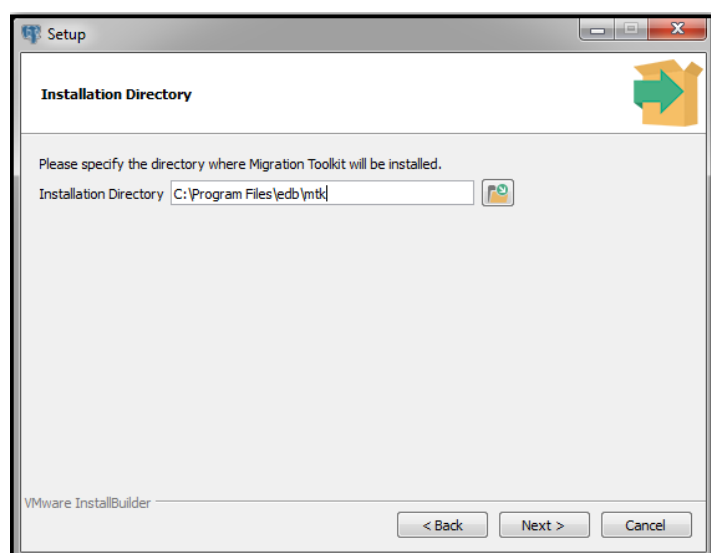 Setup
Installation Directory
Please specify the directory where Migration Toolkit will be installed.
Installation Directory C:\Program Files\edb\mtk
VMware InstallBuilder
< Back Next > Cancel